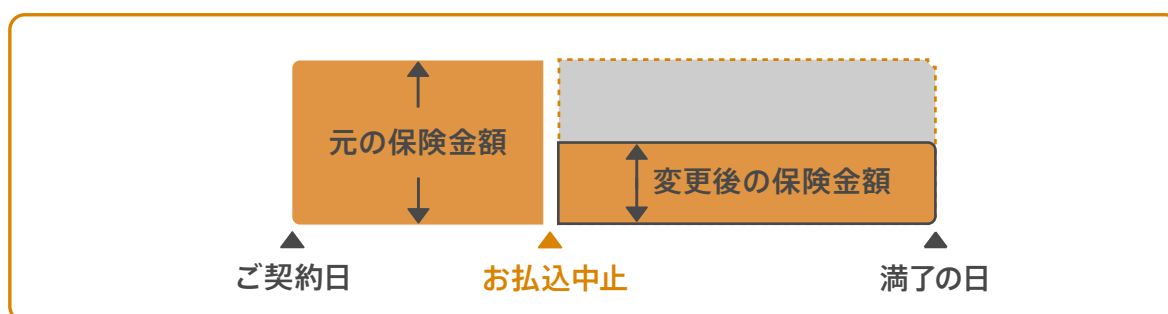 元の保険金額
変更後の保険金額
ご契約日
お払込中止
満了の日